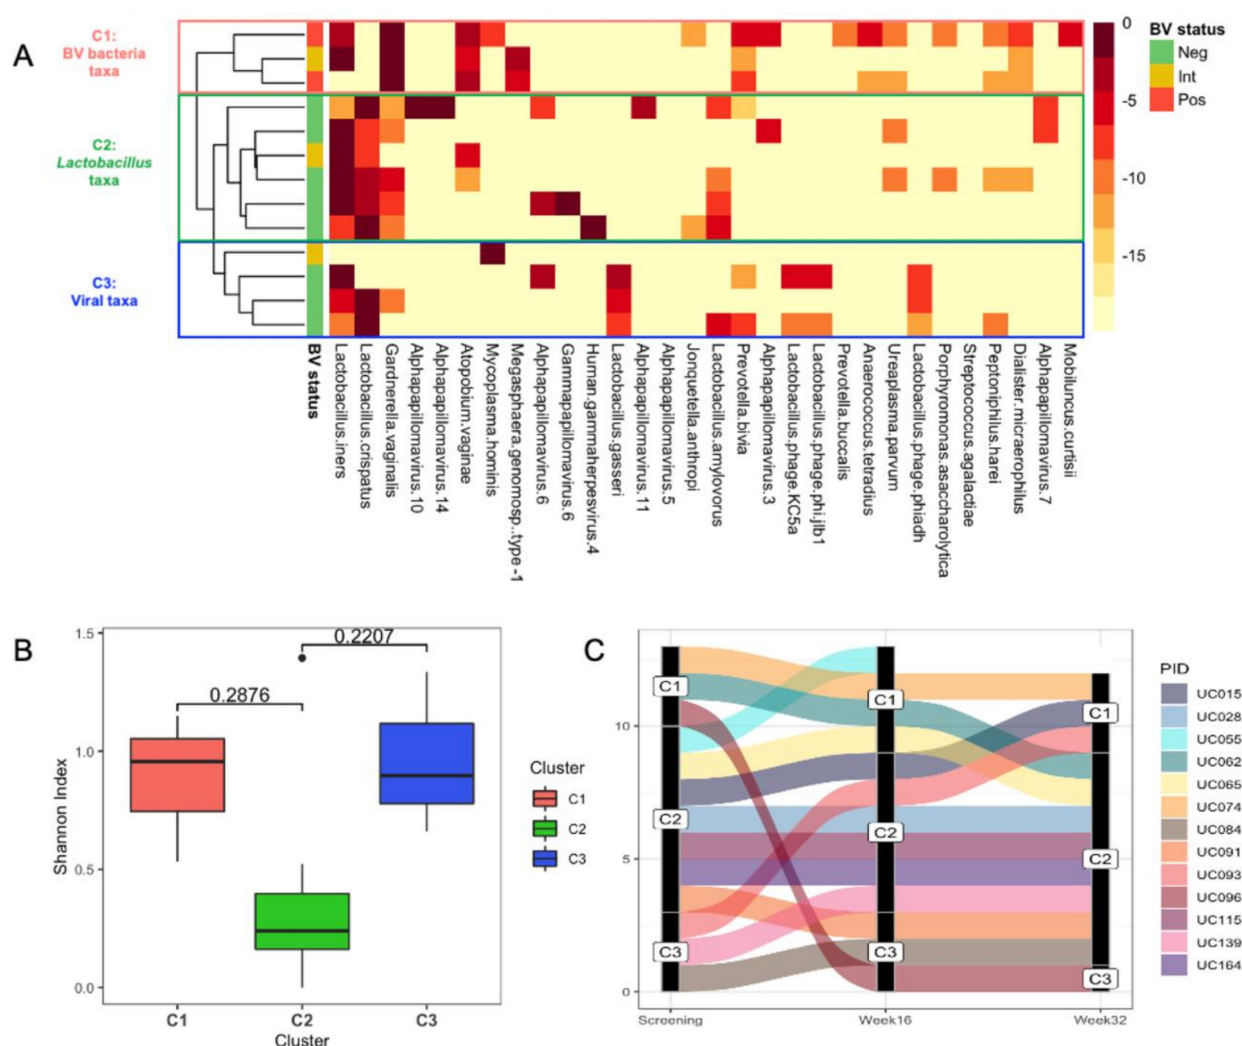 A
C1:
BV bacteria
taxa
C2:
Lactobacillus
taxa
C3:
Viral taxa
0
-5
-10
-15
BV status
Neg
Int
Pos
BV status
Lactobacillus.iners
Lactobacillus.crispatus
Gardnerella.vaginalis
Alphapapillomavirus.10
Alphapapillomavirus.14
Atopobium.vaginae
Mycoplasma.hominis
Megasphaera.genomosp..type -1
Alphapapillomavirus.6
Gammapapillomavirus.6
Human.gammaherpesvirus.4
Lactobacillus.gasseri
Alphapapillomavirus.11
Alphapapillomavirus.5
Jonquetella.anthropi
Lactobacillus.amylovorus
Prevotella.bivia
Alphapapillomavirus.3
Lactobacillus.phage.KC5a
Lactobacillus.phage.phi.jlb1
Prevotella.buccalis
Anaerococcus.tetradius
Ureaplasma.parvum
Lactobacillus.phage.phiadh
Porphyromonas.asaccharolytica
Streptococcus.agalactiae
Peptoniphilus.harei
Dialister.micraerophilus
Alphapapillomavirus.7
Mobiluncus.curtisii
B
Shannon Index
1.5
1.0
0.5
0.0
0.2876
0.2207
C1
C2
C3
Cluster
Cluster
C1
C2
C3
C
10
5
0
C1
C2
C3
C1
C2
C3
C1
C2
C3
Screening
Week16
Week32
PID
UC015
UC028
UC055
UC062
UC065
UC074
UC084
UC091
UC093
UC096
UC115
UC139
UC164